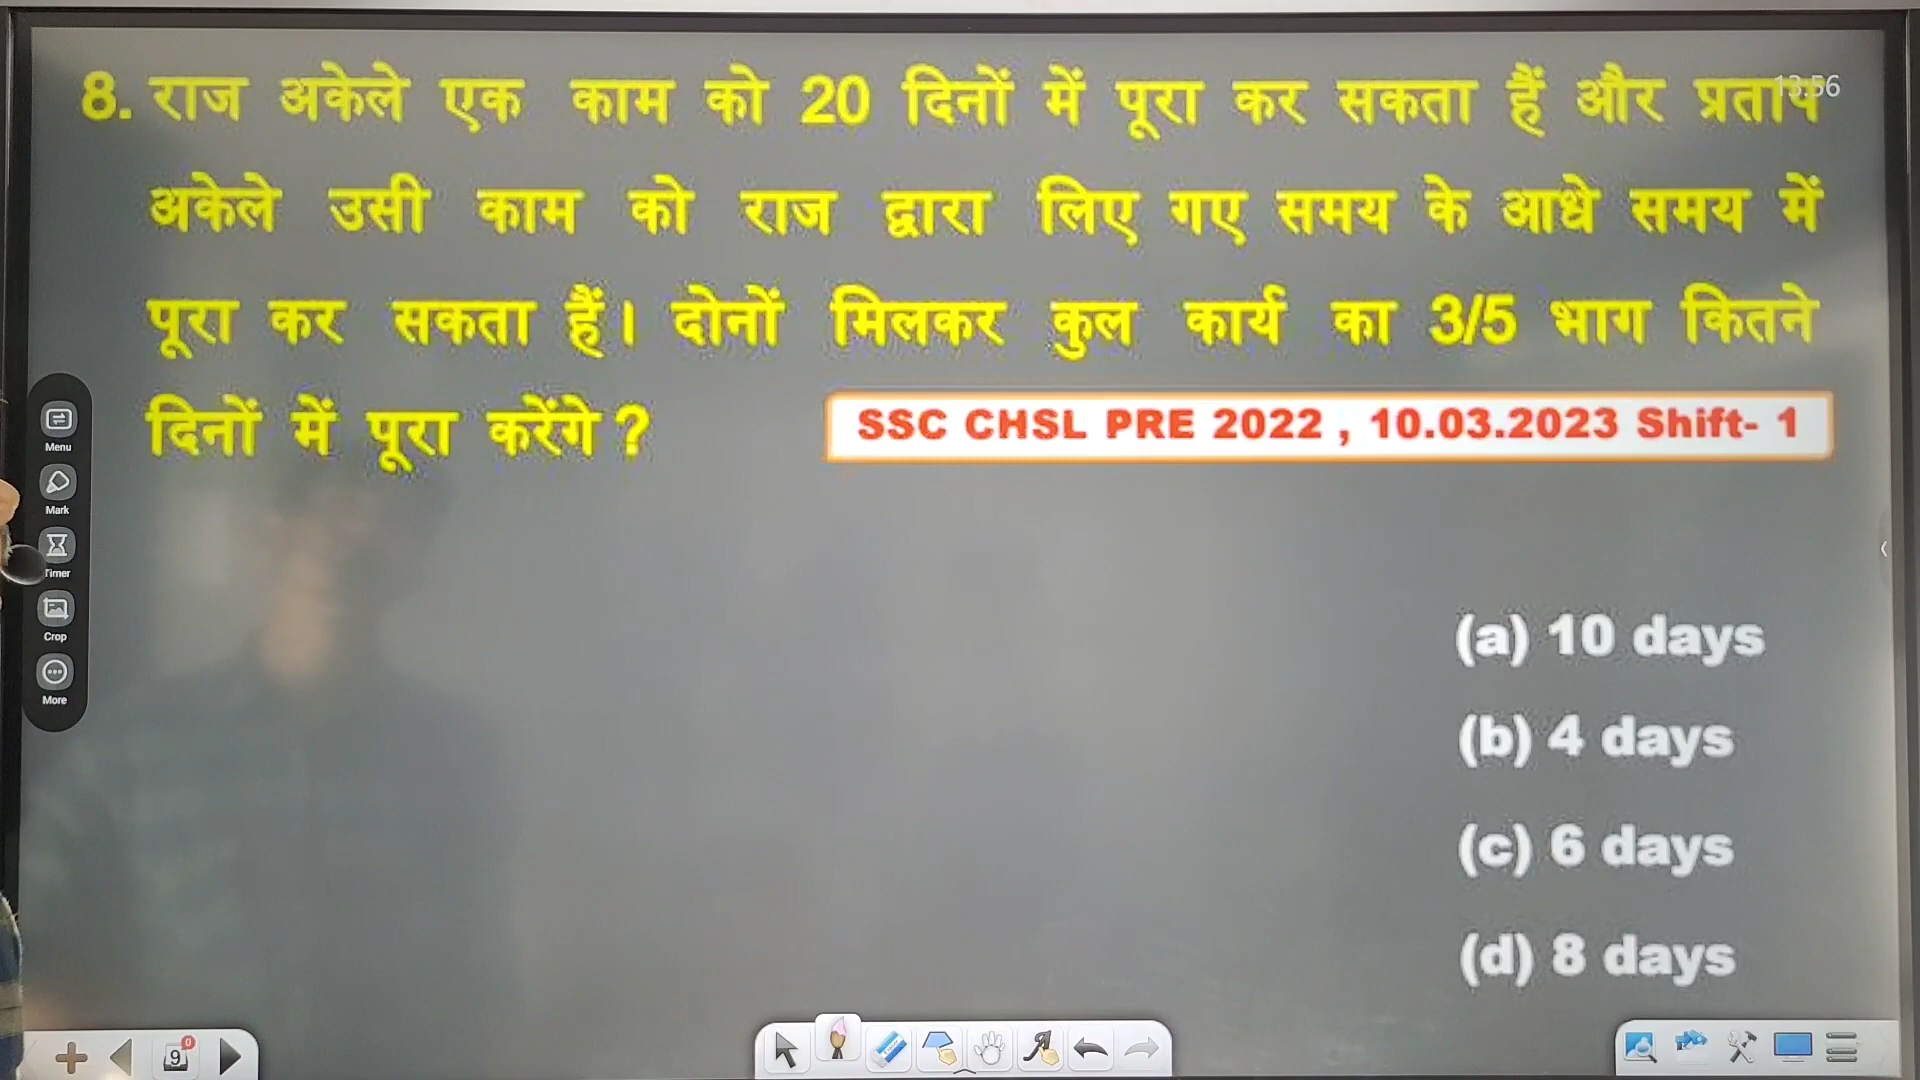 13:56
8. राज अकेले एक काम को 20 दिनों में पूरा कर सकता हैं और प्रताप
अकेले उसी काम को राज द्वारा लिए गए समय के आधे समय में
पूरा कर सकता हैं। दोनों मिलकर कुल कार्य का 3/5 भाग कितने
दिनों में पूरा करेंगे ?
SSC CHSL PRE 2022 , 10.03.2023 Shift- 1
Menu
Mark
Timer
Crop
More
(a) 10 days
(b) 4 days
(c) 6 days
(d) 8 days
9
0